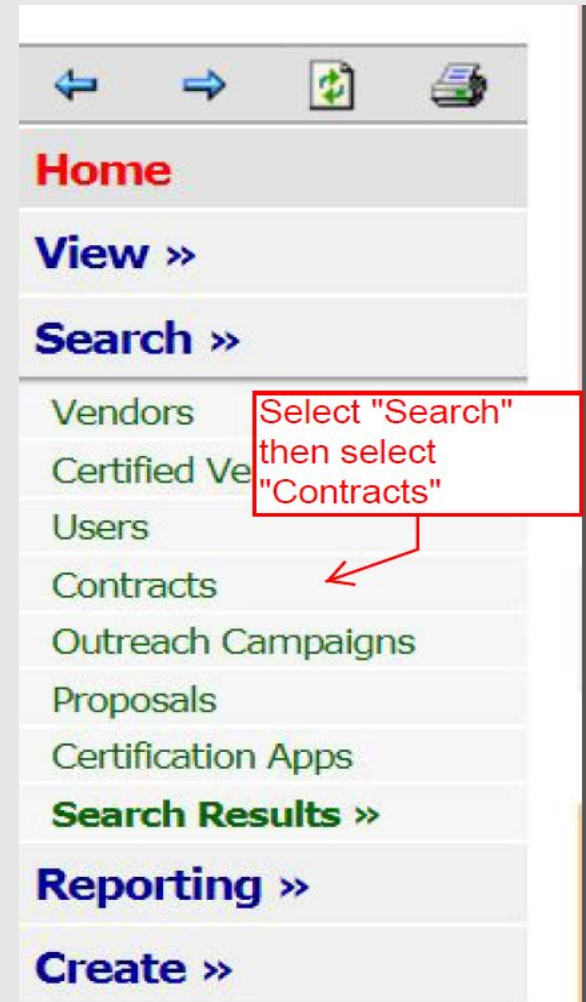 Home
View »
Search »
Vendors
Select "Search"
then select
"Contracts"
Certified Ve
Users
Contracts
Outreach Campaigns
Proposals
Certification Apps
Search Results »
Reporting »
Create »